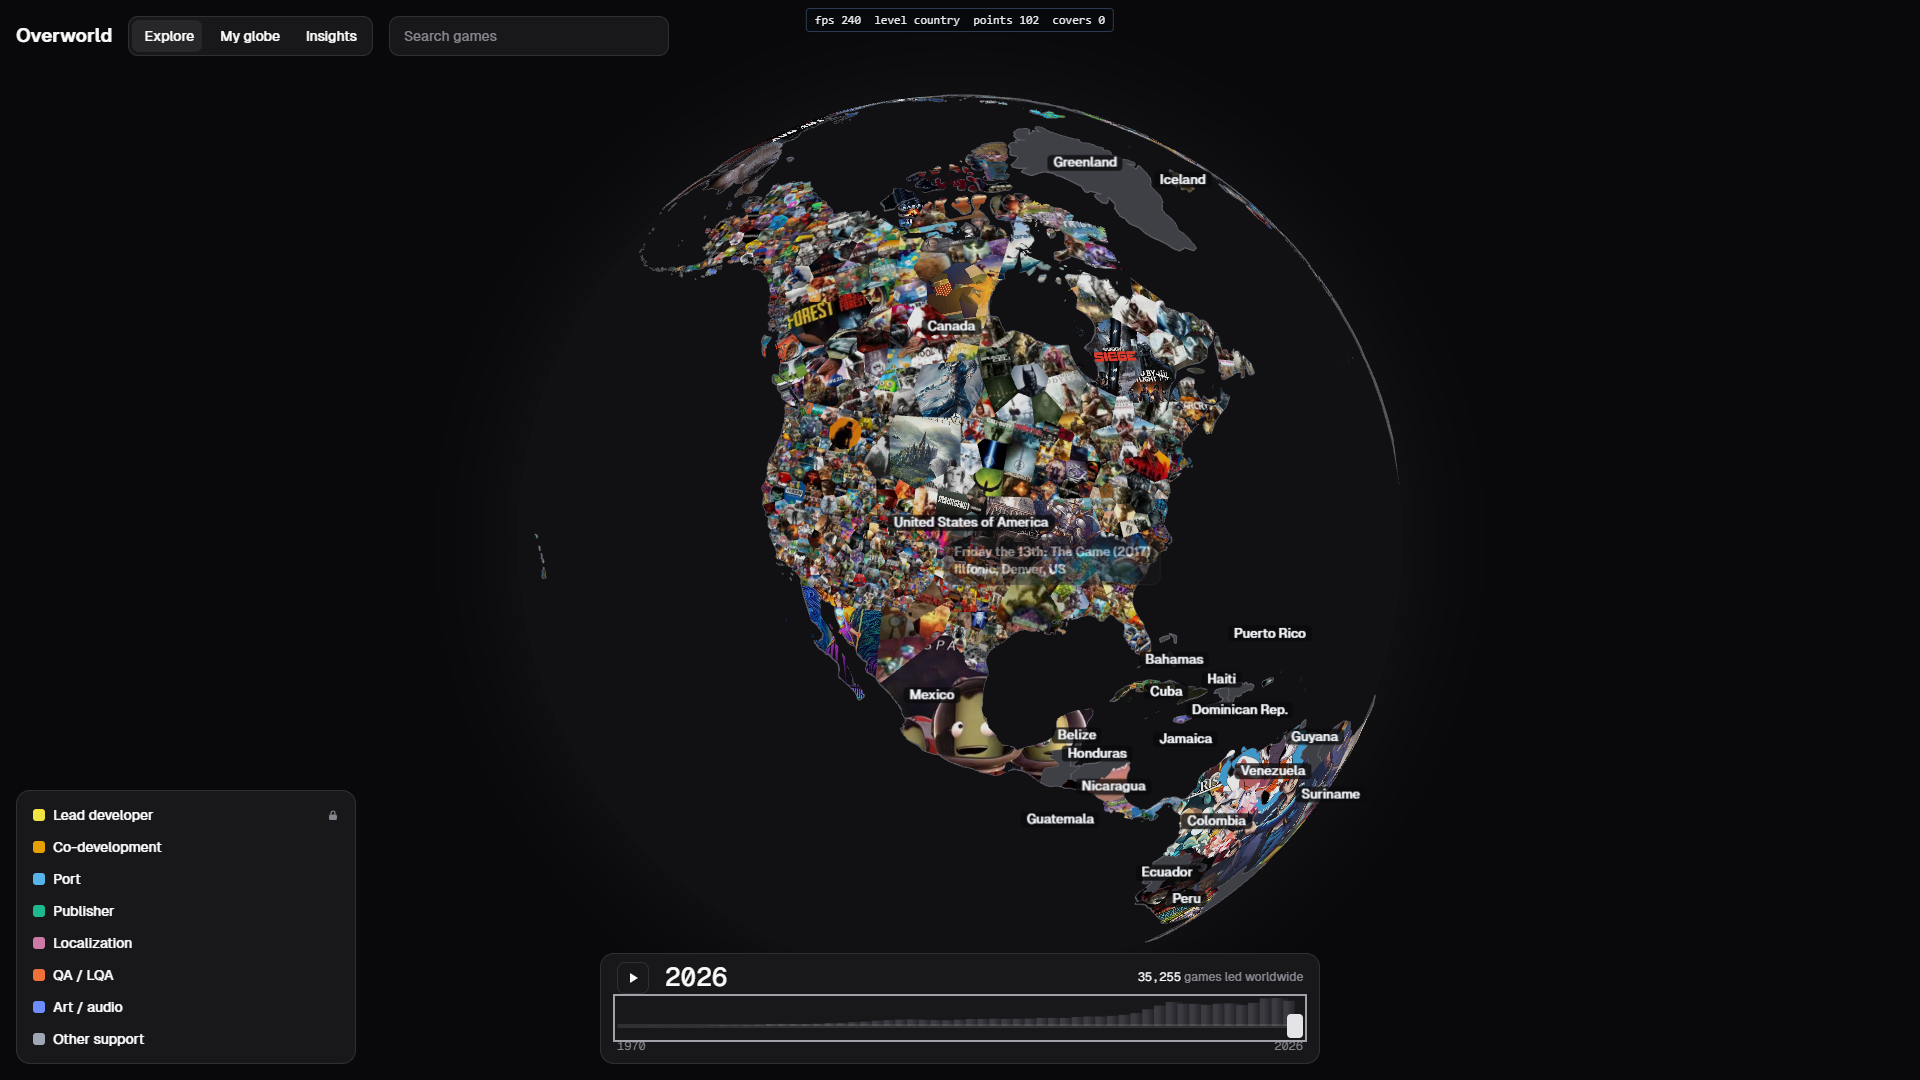 Overworld
Explore
My globe
Insights
Search games
fps 240 level country points 102 covers 0
Greenland
Iceland
FOREST
FOREST
Canada
SIEGE
United States of America
Friday the 13th: The Game (2017)
Illfonic, Denver, US
Puerto Rico
Bahamas
Haiti
Cuba
Mexico
Dominican Rep.
Belize
Jamaica
Guyana
Honduras
Venezuela
Nicaragua
Suriname
Guatemala
Colombia
Ecuador
Peru
Lead developer
Co-development
Port
Publisher
Localization
QA / LQA
Art / audio
Other support
2026
35,255 games led worldwide
1970
2026